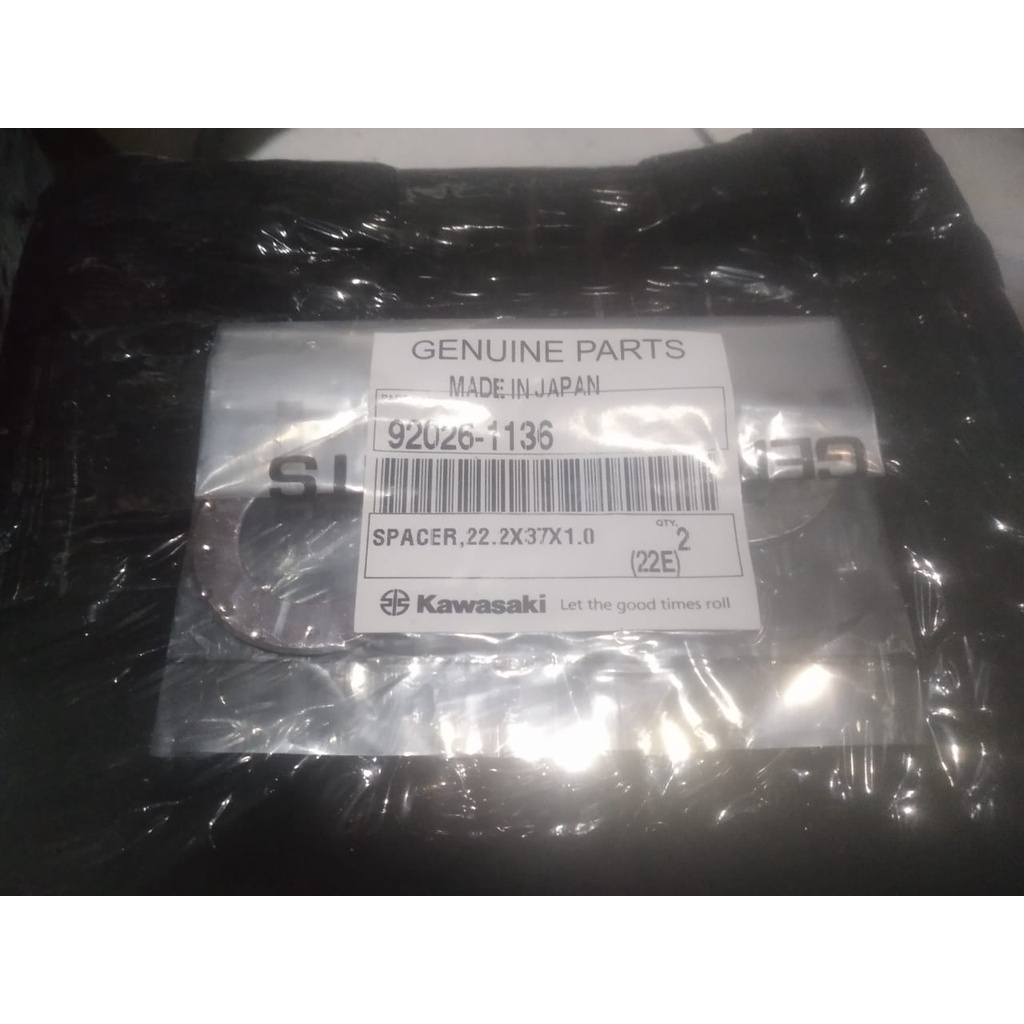 GENUINE PARTS
MADE IN JAPAN
92026-1136
SPACER,22.2X37X1.0
QTY.
2
(22E)
Kawasaki Let the good times roll